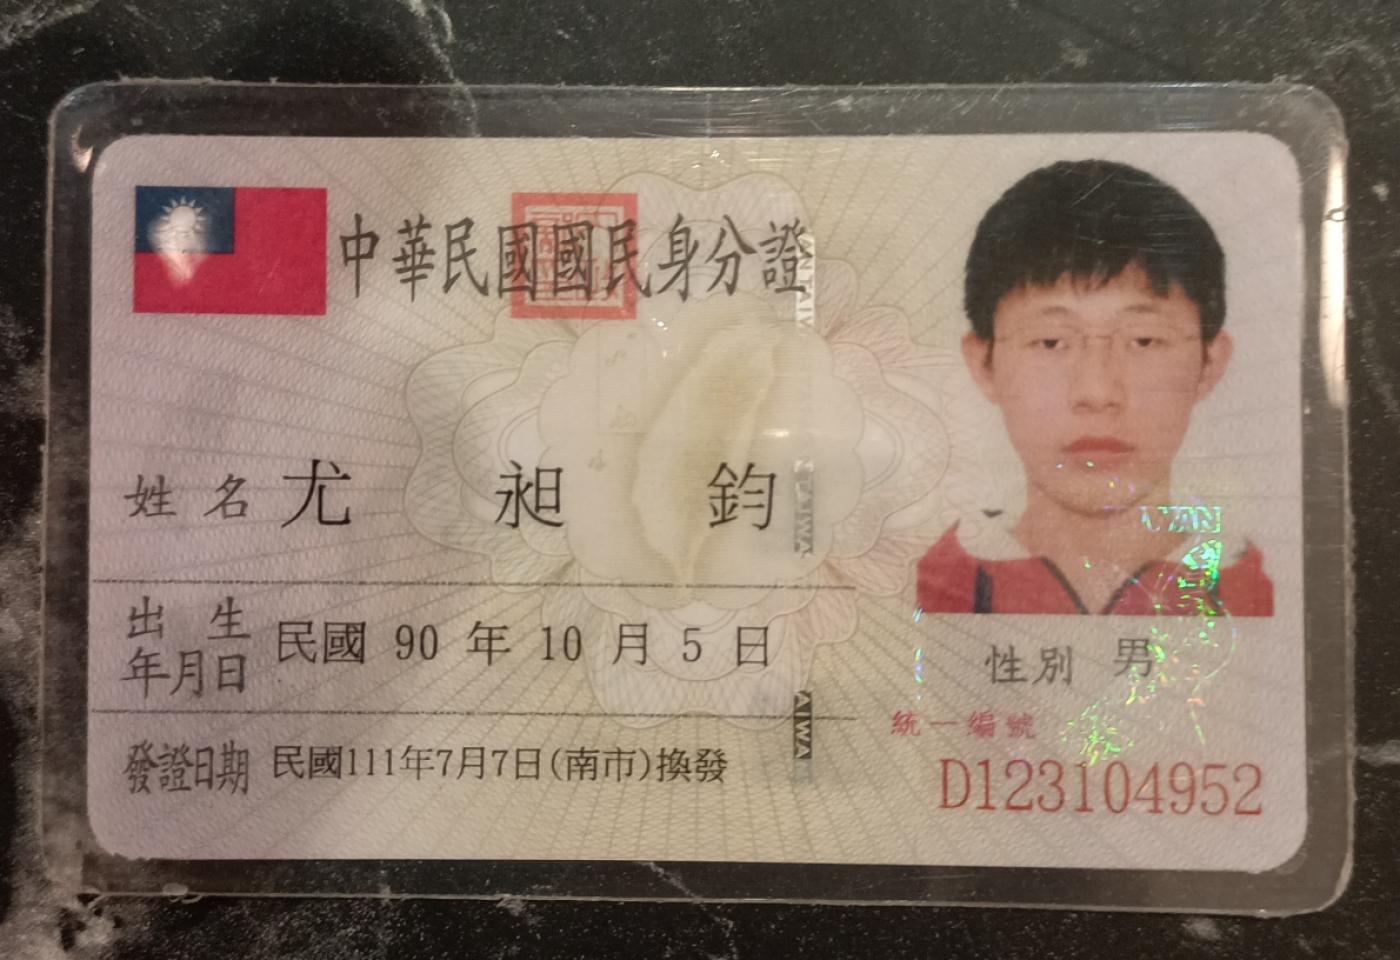 中華民國國民身分證
姓名 尤昶鈞
出生年月日 民國 90 年 10 月 5 日
發證日期 民國111年7月7日(南市)換發
性別 男
統一編號
D123104952